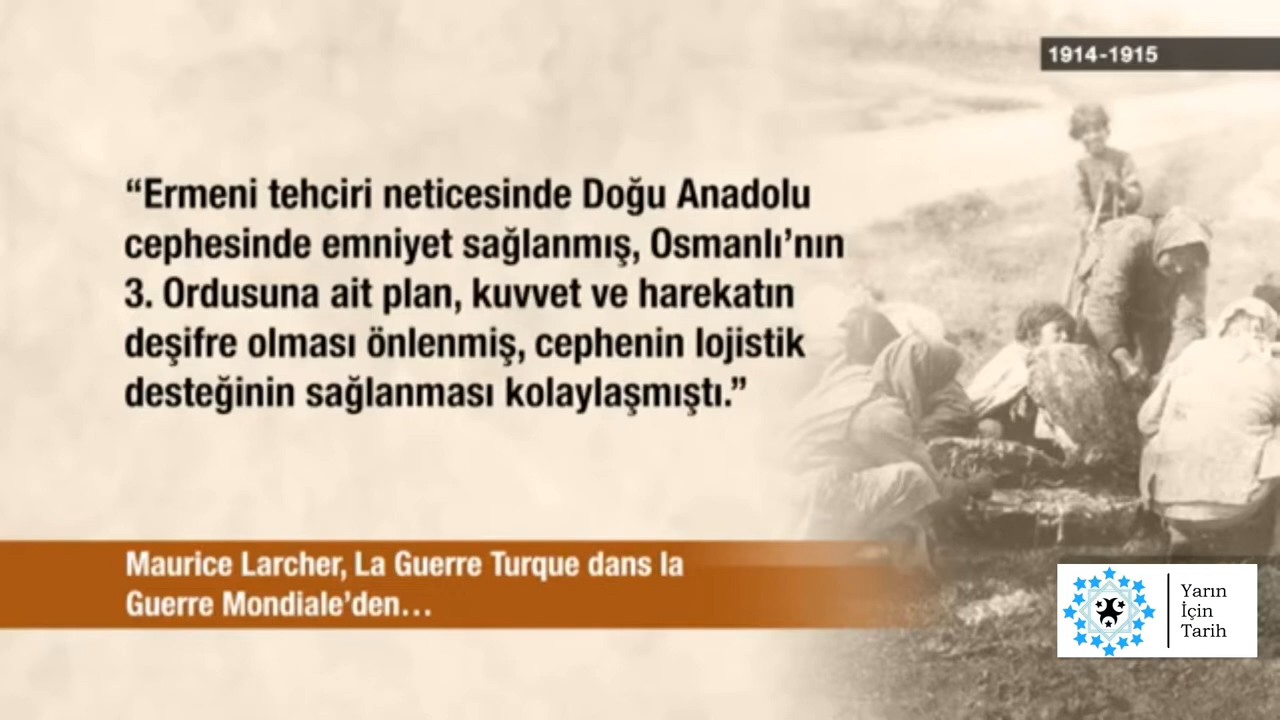 1914-1915
“Ermeni tehciri neticesinde Doğu Anadolu
cephesinde emniyet sağlanmış, Osmanlı’nın
3. Ordusuna ait plan, kuvvet ve harekatın
deşifre olması önlenmiş, cephenin lojistik
desteğinin sağlanması kolaylaşmıştı.”
Maurice Larcher, La Guerre Turque dans la
Guerre Mondiale’den...
Yarın
İçin
Tarih